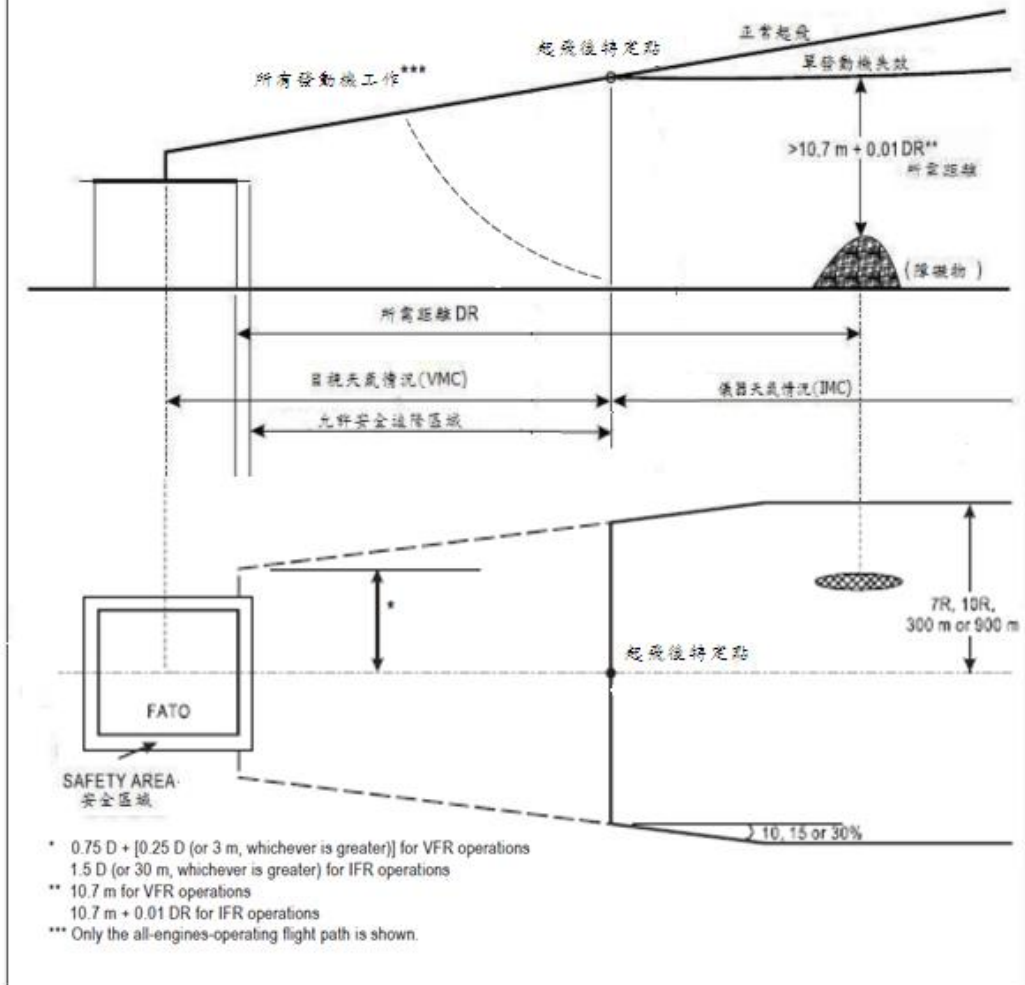 正常起飛
起飛後特定點
單發動機失效
所有發動機工作***
>10.7 m + 0.01 DR**
所需距離
(障礙物)
所需距離 DR
目視天氣情況(VMC)
儀器天氣情況(IMC)
允許安全迫降區域
*
7R, 10R,
300 m or 900 m
起飛後特定點
FATO
SAFETY AREA
安全區域
10, 15 or 30%
* 0.75 D + [0.25 D (or 3 m, whichever is greater)] for VFR operations
1.5 D (or 30 m, whichever is greater) for IFR operations
** 10.7 m for VFR operations
10.7 m + 0.01 DR for IFR operations
*** Only the all-engines-operating flight path is shown.